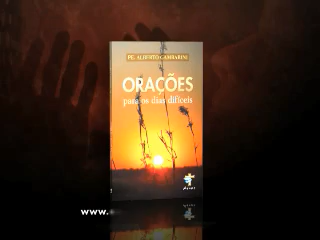 PE. ALBERTO GAMBARINI
ORAÇÕES
para os dias difíceis
www.